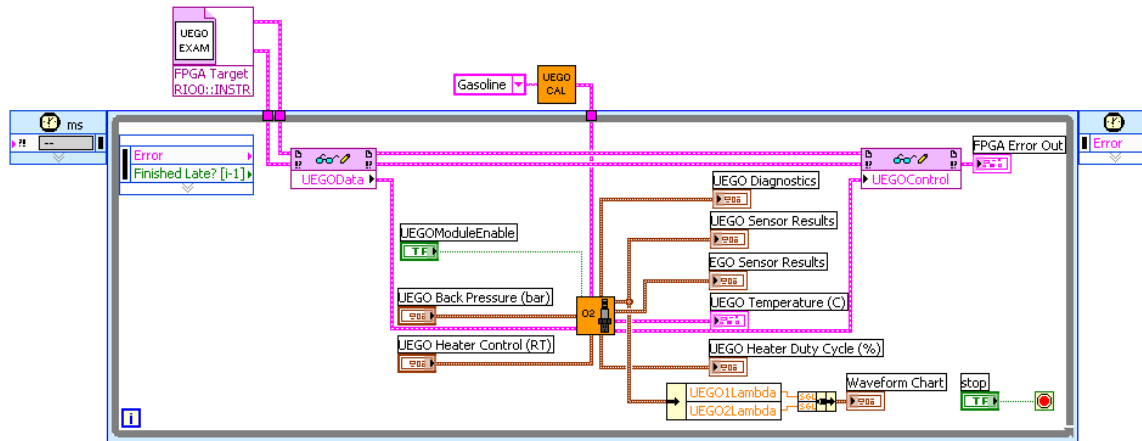 UEGO
EXAM
FPGA Target
RIO0::INSTR
Gasoline
UEGO
CAL
ms
?!
--
Error
Finished Late? [i-1]
UEGOData
UEGOControl
FPGA Error Out
Error
UEGO Diagnostics
UEGO Sensor Results
UEGOModuleEnable
TF
EGO Sensor Results
UEGO Back Pressure (bar)
O2
UEGO Temperature (C)
UEGO Heater Control (RT)
UEGO Heater Duty Cycle (%)
UEGO1Lambda
UEGO2Lambda
SGL
SGL
Waveform Chart
stop
TF
i